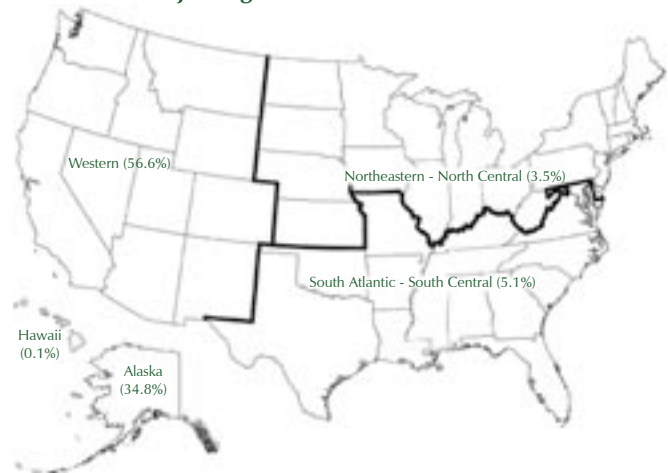 Western (56.6%)
Northeastern - North Central (3.5%)
South Atlantic - South Central (5.1%)
Hawaii
(0.1%)
Alaska
(34.8%)